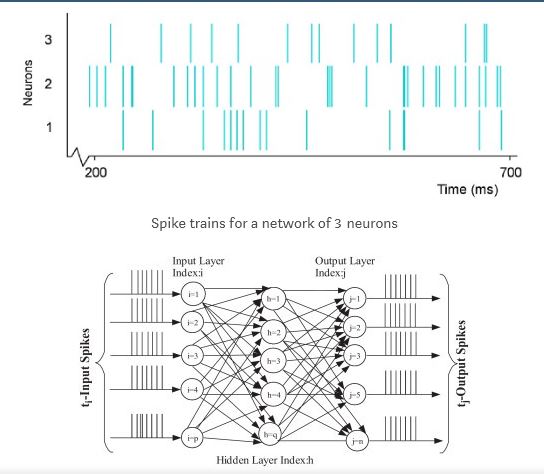 3
Neurons
2
1
200
700
Time (ms)
Spike trains for a network of 3 neurons
Input Layer
Index:i
Output Layer
Index:j
i=1
h=1
j=1
i=2
h=2
j=2
i=3
h=3
j=3
i=4
h=4
j=5
i=p
h=q
j=n
ti-Input Spikes
tj-Output Spikes
Hidden Layer Index:h